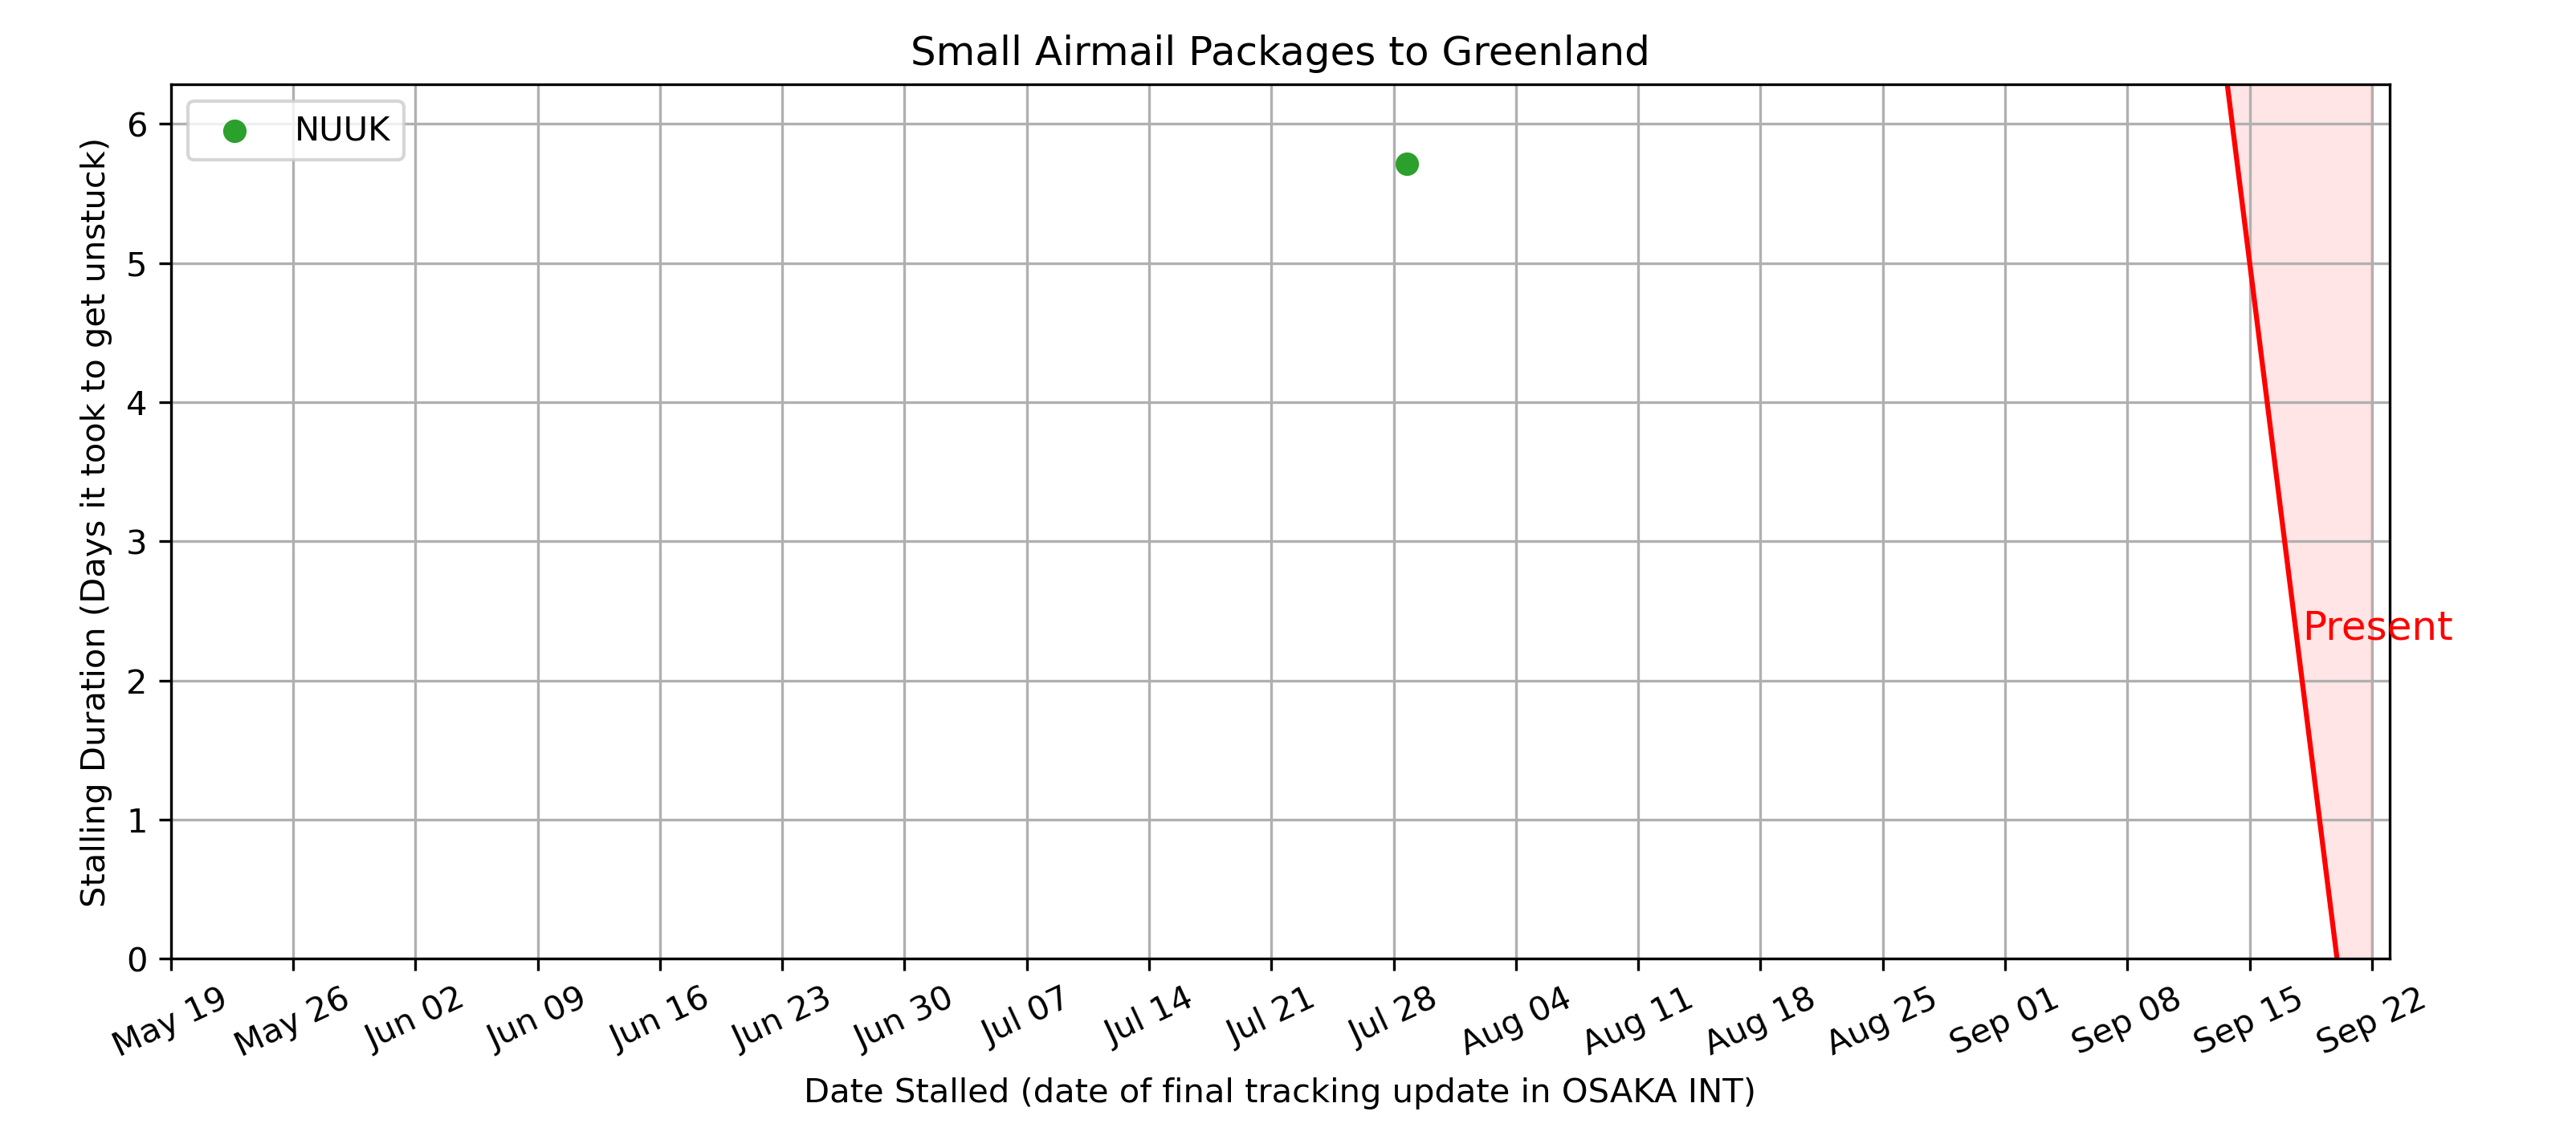 Small Airmail Packages to Greenland
NUUK
Stalling Duration (Days it took to get unstuck)
6
5
4
3
2
1
0
Present
May 19
May 26
Jun 02
Jun 09
Jun 16
Jun 23
Jun 30
Jul 07
Jul 14
Jul 21
Jul 28
Aug 04
Aug 11
Aug 18
Aug 25
Sep 01
Sep 08
Sep 15
Sep 22
Date Stalled (date of final tracking update in OSAKA INT)